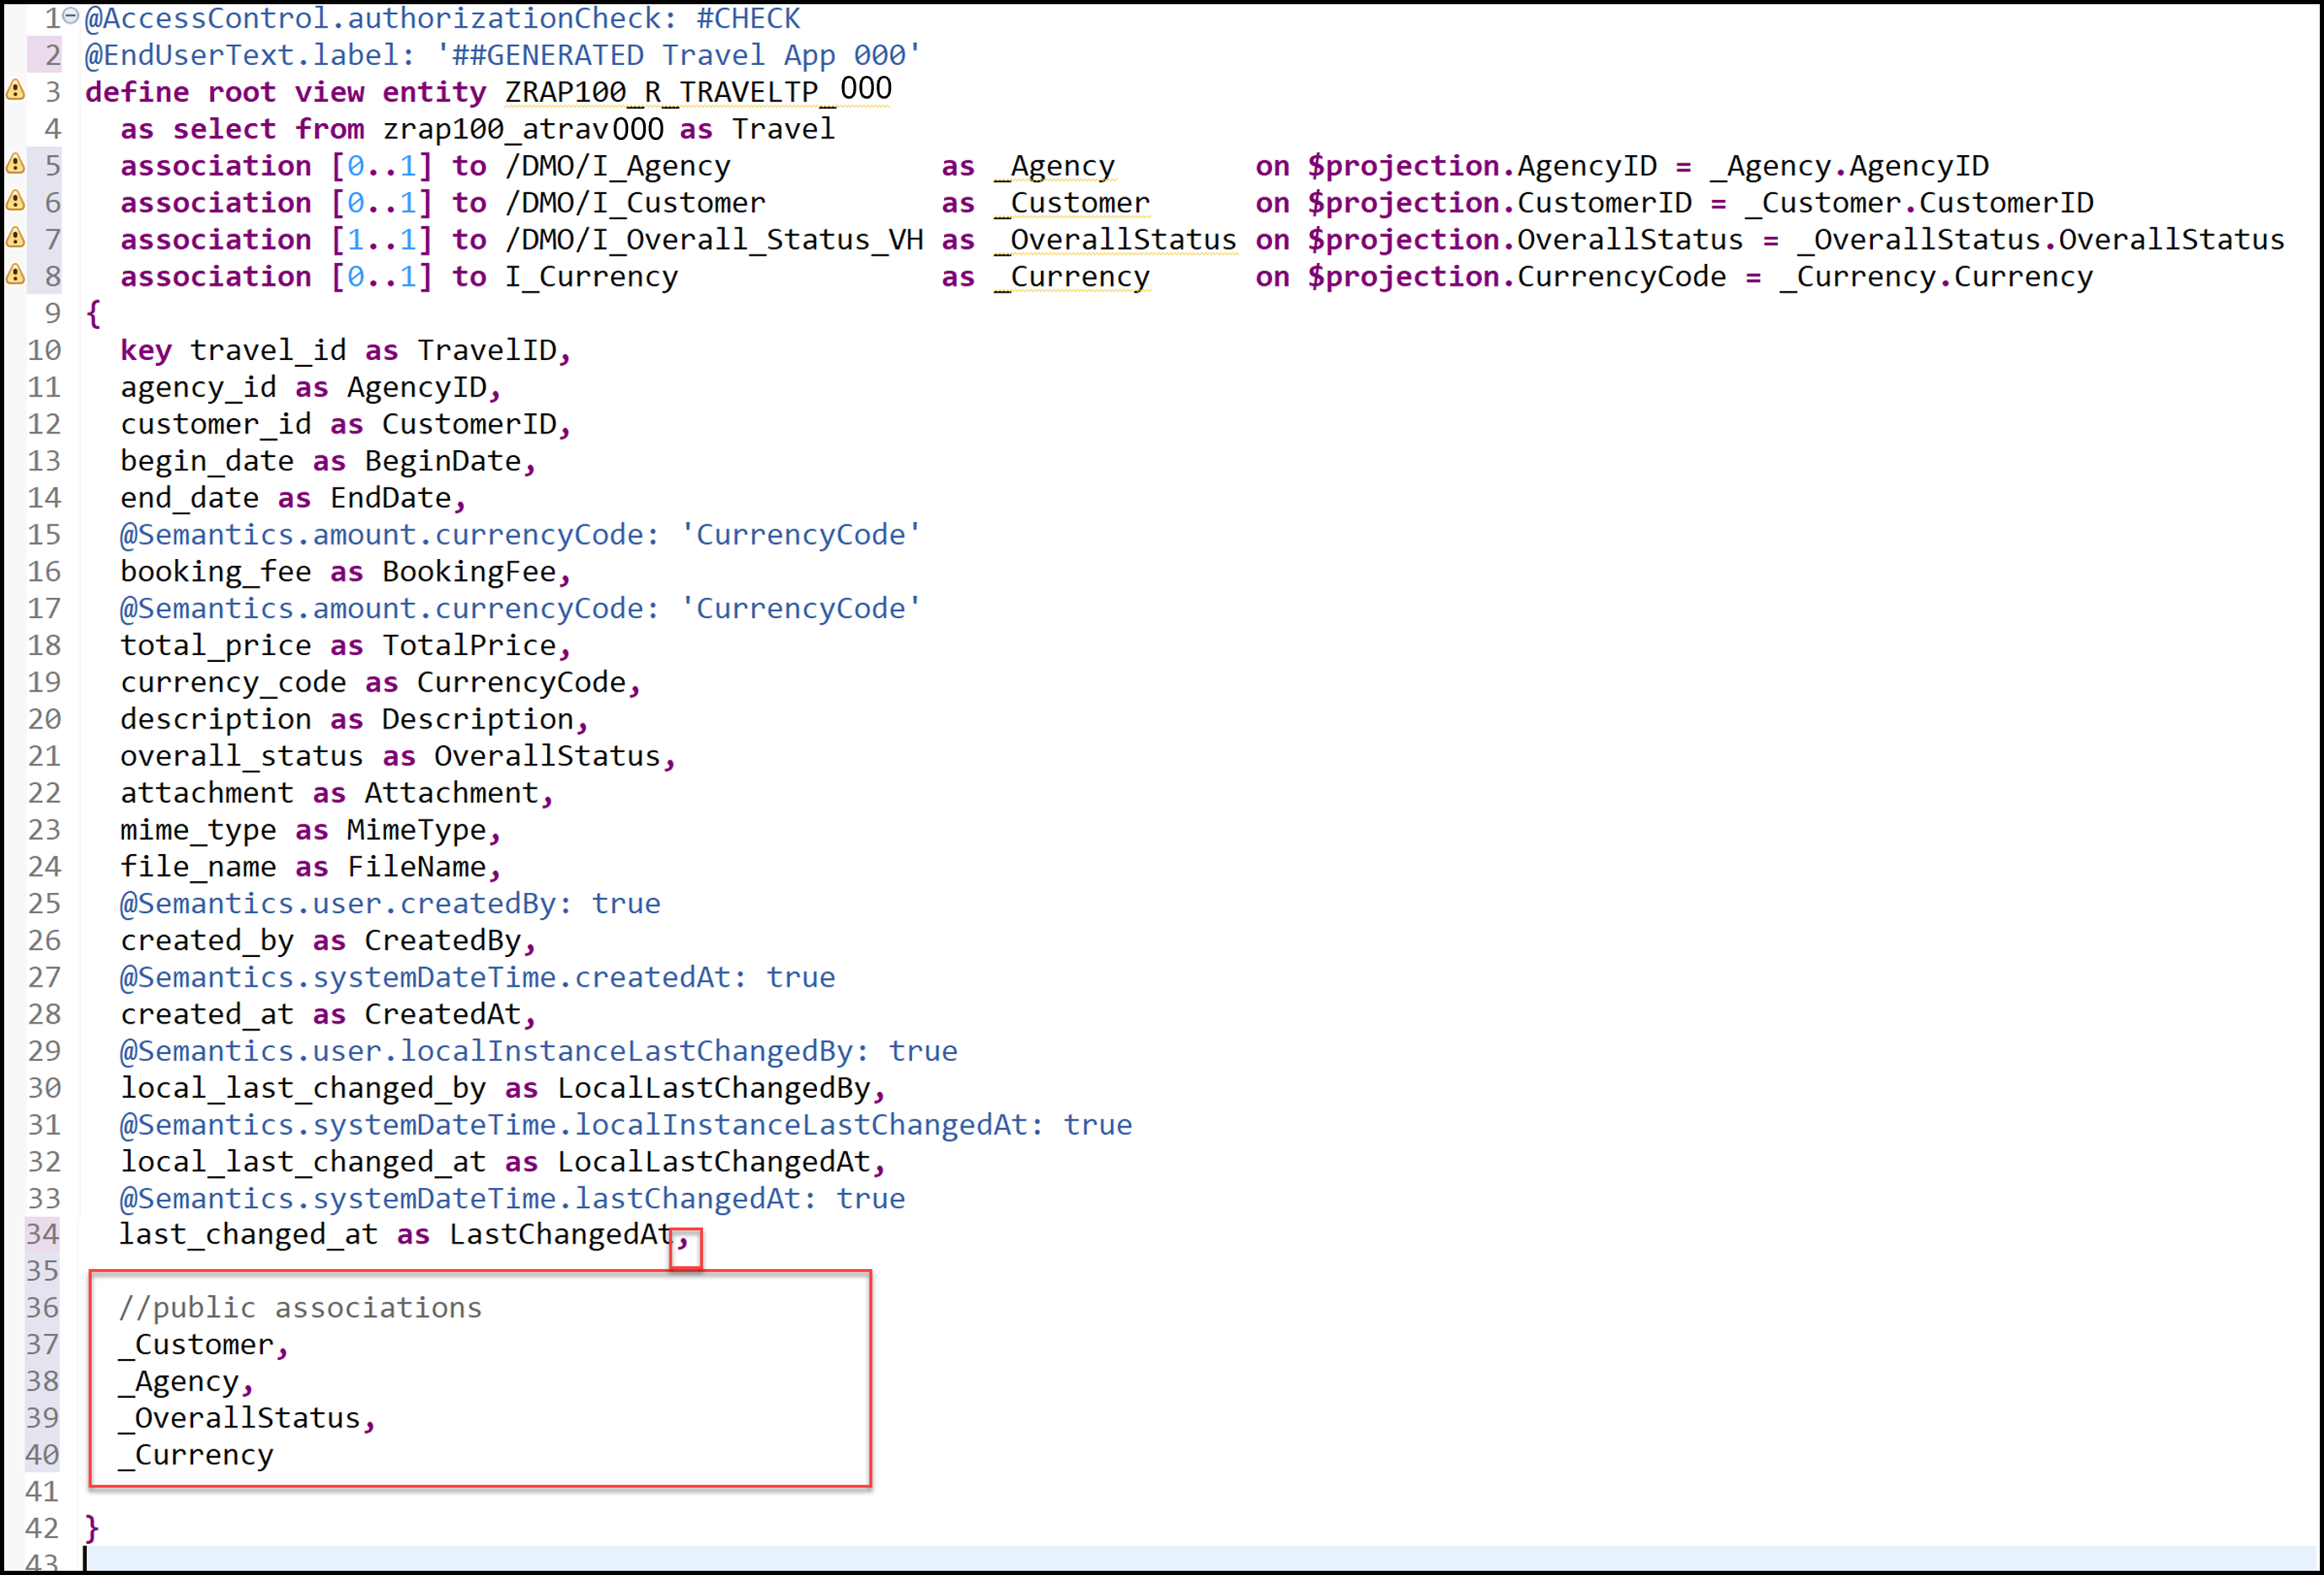 1 @AccessControl.authorizationCheck: #CHECK
2 @EndUserText.label: '##GENERATED Travel App 000'
3 define root view entity ZRAP100_R_TRAVELTP_000
4 as select from zrap100_atrav000 as Travel
5 association [0..1] to /DMO/I_Agency as _Agency on $projection.AgencyID = _Agency.AgencyID
6 association [0..1] to /DMO/I_Customer as _Customer on $projection.CustomerID = _Customer.CustomerID
7 association [1..1] to /DMO/I_Overall_Status_VH as _OverallStatus on $projection.OverallStatus = _OverallStatus.OverallStatus
8 association [0..1] to I_Currency as _Currency on $projection.CurrencyCode = _Currency.Currency
9 {
10 key travel_id as TravelID,
11 agency_id as AgencyID,
12 customer_id as CustomerID,
13 begin_date as BeginDate,
14 end_date as EndDate,
15 @Semantics.amount.currencyCode: 'CurrencyCode'
16 booking_fee as BookingFee,
17 @Semantics.amount.currencyCode: 'CurrencyCode'
18 total_price as TotalPrice,
19 currency_code as CurrencyCode,
20 description as Description,
21 overall_status as OverallStatus,
22 attachment as Attachment,
23 mime_type as MimeType,
24 file_name as FileName,
25 @Semantics.user.createdBy: true
26 created_by as CreatedBy,
27 @Semantics.systemDateTime.createdAt: true
28 created_at as CreatedAt,
29 @Semantics.user.localInstanceLastChangedBy: true
30 local_last_changed_by as LocalLastChangedBy,
31 @Semantics.systemDateTime.localInstanceLastChangedAt: true
32 local_last_changed_at as LocalLastChangedAt,
33 @Semantics.systemDateTime.lastChangedAt: true
34 last_changed_at as LastChangedAt,
35
36 //public associations
37 _Customer,
38 _Agency,
39 _OverallStatus,
40 _Currency
41
42 }
43